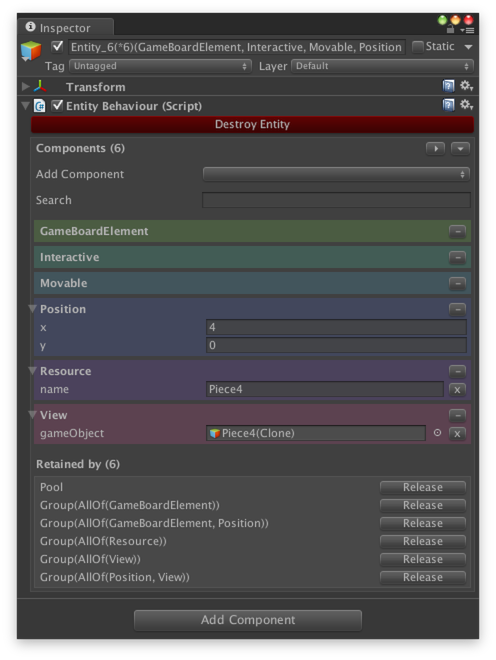 Inspector
Entity_6(*6)(GameBoardElement, Interactive, Movable, Position
Static
Tag Untagged Layer Default
Transform
Entity Behaviour (Script)
Destroy Entity
Components (6)
Add Component
Search
GameBoardElement
Interactive
Movable
Position
x 4
y 0
Resource
name Piece4 x
View
gameObject Piece4(Clone) x
Retained by (6)
Pool Release
Group(AllOf(GameBoardElement)) Release
Group(AllOf(GameBoardElement, Position)) Release
Group(AllOf(Resource)) Release
Group(AllOf(View)) Release
Group(AllOf(Position, View)) Release
Add Component